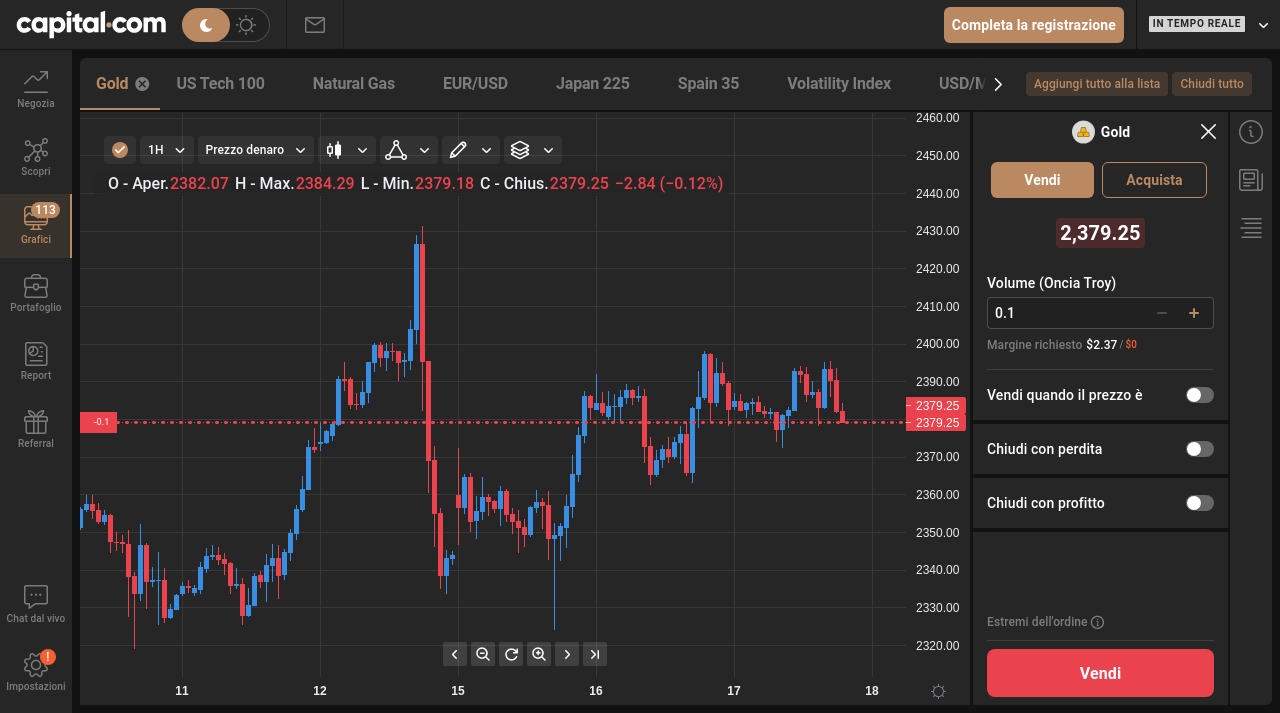 capital.com
Completa la registrazione
IN TEMPO REALE
Negozia
Scopri
113
Grafici
Portafoglio
Report
Referral
Chat dal vivo
!
Impostazioni
Gold US Tech 100 Natural Gas EUR/USD Japan 225 Spain 35 Volatility Index USD/M
Aggiungi tutto alla lista
Chiudi tutto
1H
Prezzo denaro
O - Aper.2382.07 H - Max.2384.29 L - Min.2379.18 C - Chius.2379.25 −2.84 (−0.12%)
-0.1
2460.00
2450.00
2440.00
2430.00
2420.00
2410.00
2400.00
2390.00
2379.25
2379.25
2370.00
2360.00
2350.00
2340.00
2330.00
2320.00
11 12 15 16 17 18
Gold
Vendi
Acquista
2,379.25
Volume (Oncia Troy)
0.1
Margine richiesto $2.37 / $0
Vendi quando il prezzo è
Chiudi con perdita
Chiudi con profitto
Estremi dell'ordine
Vendi